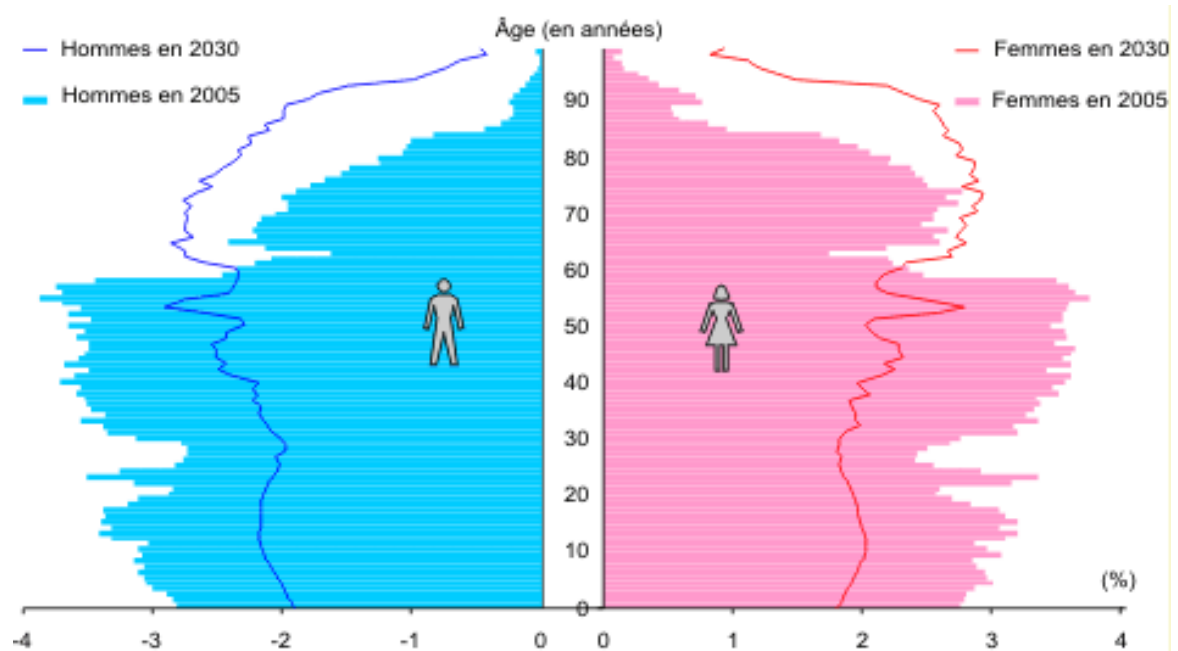 Âge (en années)
Hommes en 2030
Hommes en 2005
Femmes en 2030
Femmes en 2005
90
80
70
60
50
40
30
20
10
0
(%)
-4 -3 -2 -1 0 0 1 2 3 4